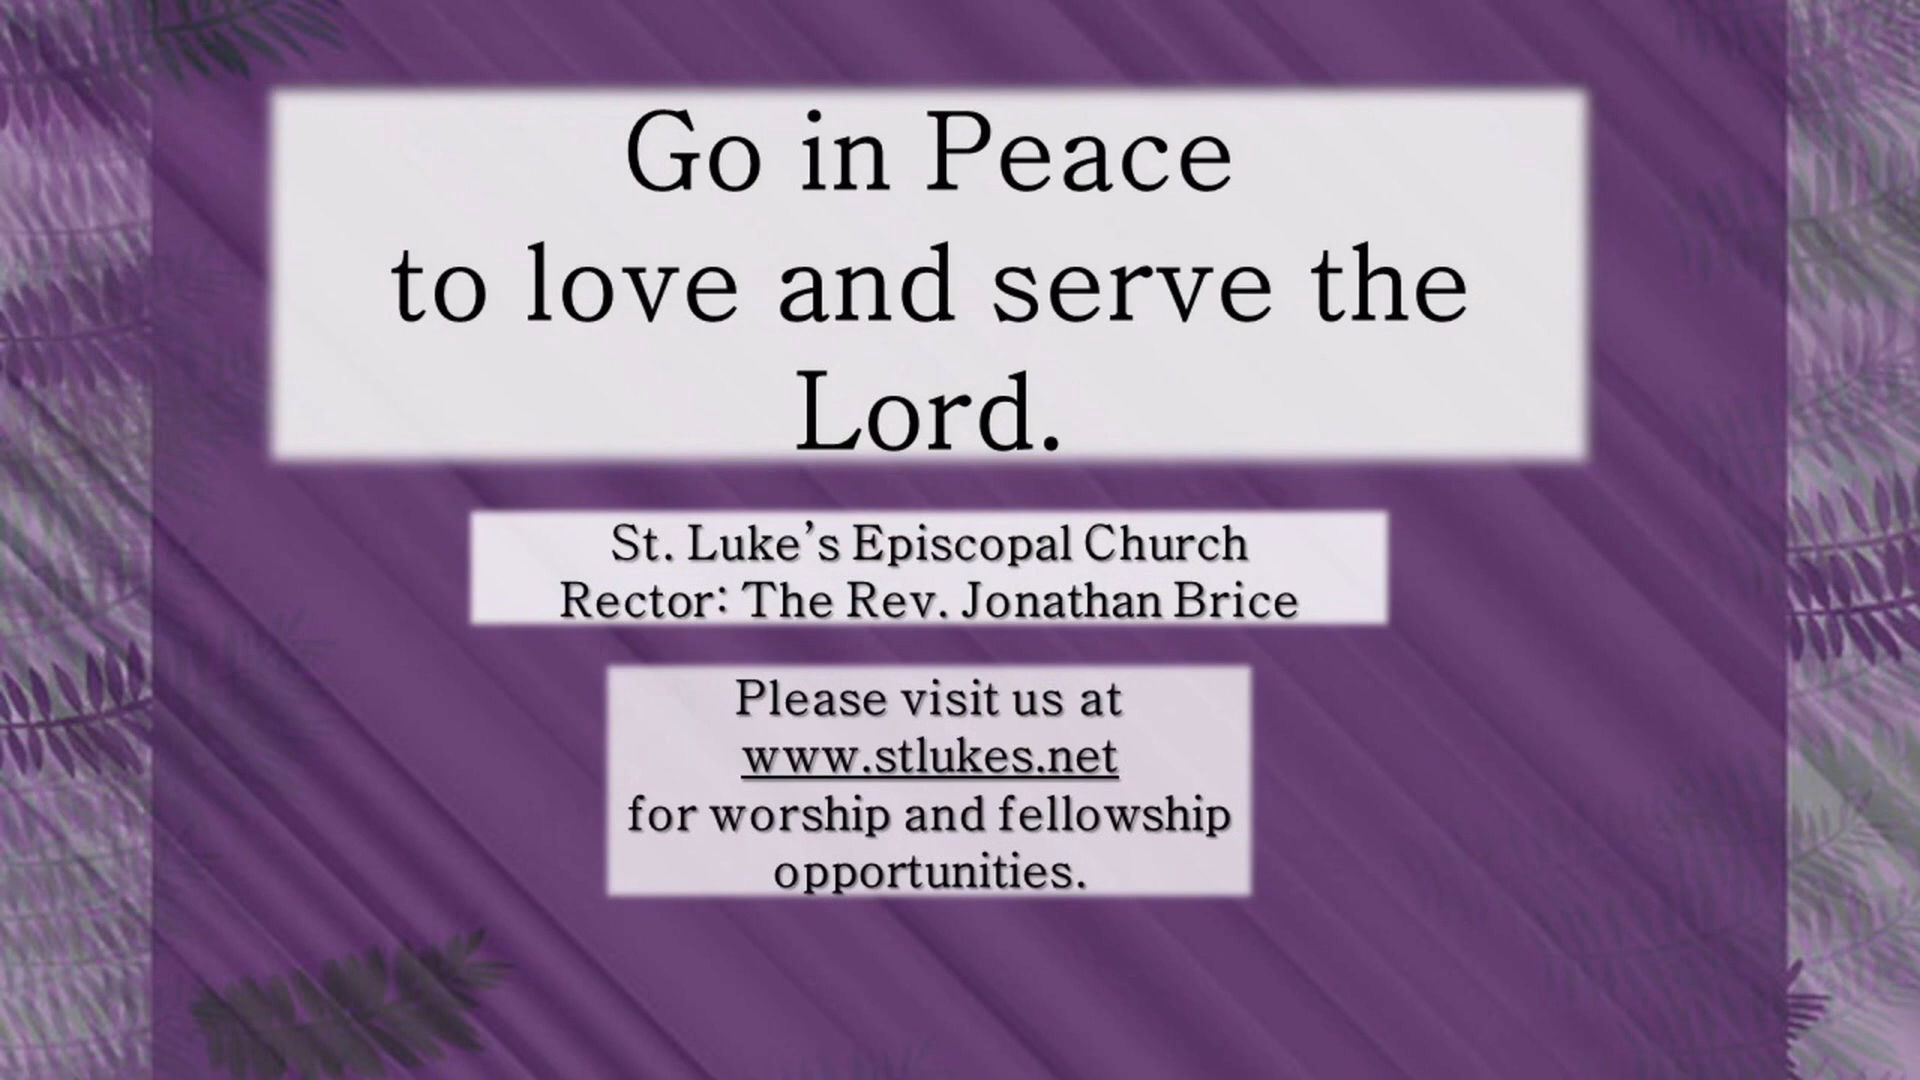 Go in Peace
to love and serve the
Lord.
St. Luke’s Episcopal Church
Rector: The Rev. Jonathan Brice
Please visit us at
www.stlukes.net
for worship and fellowship
opportunities.